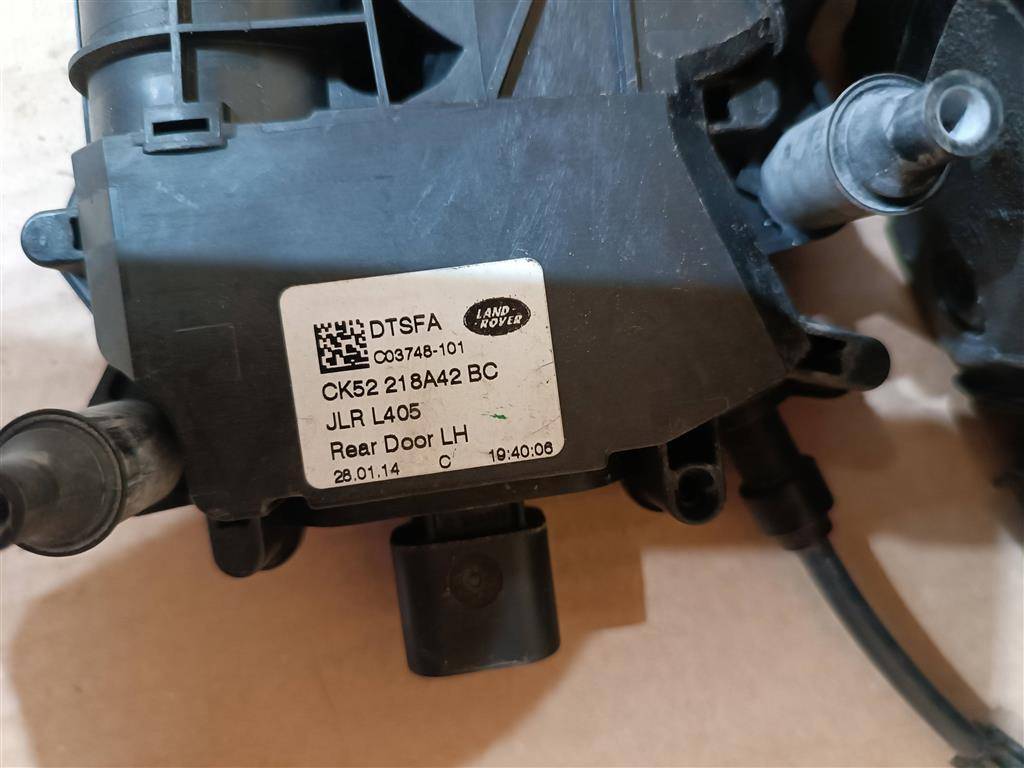 DTSFA
LAND
ROVER
C03748-101
CK52 218A42 BC
JLR L405
Rear Door LH
28.01.14 C 19:40:06